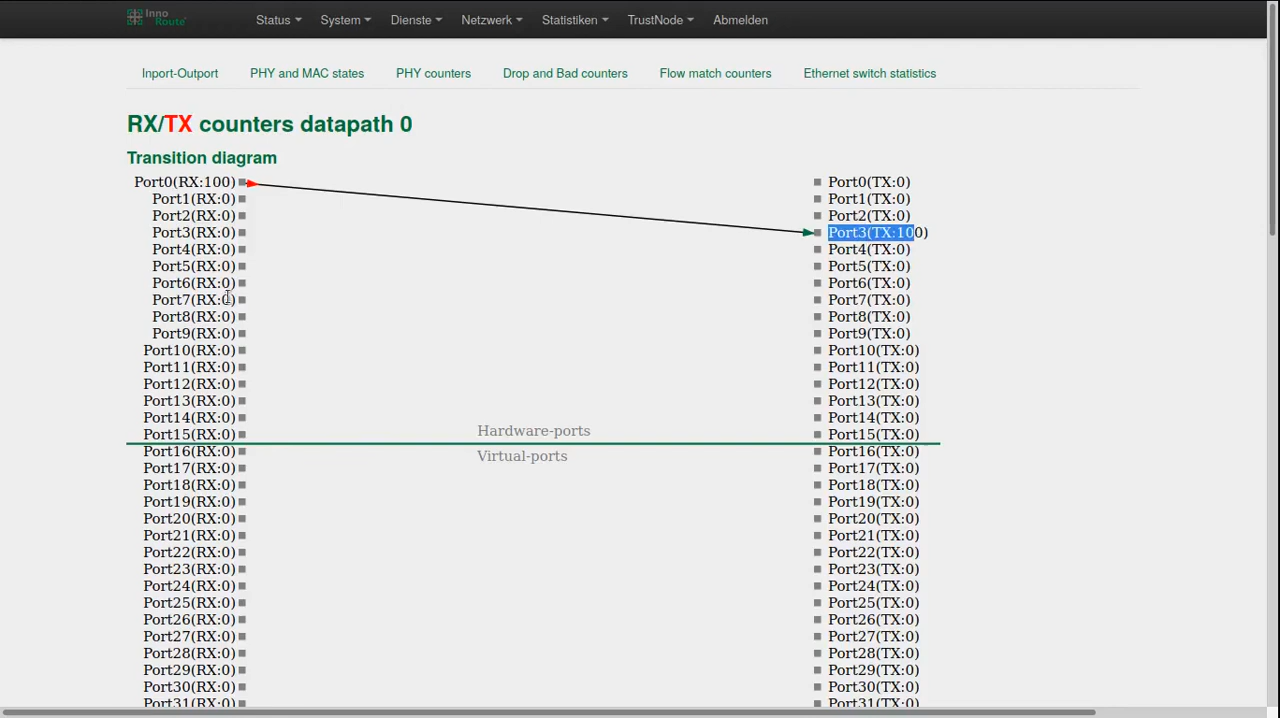 Inno
Route
Status System Dienste Netzwerk Statistiken TrustNode Abmelden
Inport-Outport PHY and MAC states PHY counters Drop and Bad counters Flow match counters Ethernet switch statistics
RX/TX counters datapath 0
Transition diagram
Port0(RX:100) Port0(TX:0)
Port1(RX:0) Port1(TX:0)
Port2(RX:0) Port2(TX:0)
Port3(RX:0) Port3(TX:100)
Port4(RX:0) Port4(TX:0)
Port5(RX:0) Port5(TX:0)
Port6(RX:0) Port6(TX:0)
Port7(RX:0) Port7(TX:0)
Port8(RX:0) Port8(TX:0)
Port9(RX:0) Port9(TX:0)
Port10(RX:0) Port10(TX:0)
Port11(RX:0) Port11(TX:0)
Port12(RX:0) Port12(TX:0)
Port13(RX:0) Port13(TX:0)
Port14(RX:0) Port14(TX:0)
Hardware-ports
Port15(RX:0) Port15(TX:0)
Port16(RX:0) Port16(TX:0)
Virtual-ports
Port17(RX:0) Port17(TX:0)
Port18(RX:0) Port18(TX:0)
Port19(RX:0) Port19(TX:0)
Port20(RX:0) Port20(TX:0)
Port21(RX:0) Port21(TX:0)
Port22(RX:0) Port22(TX:0)
Port23(RX:0) Port23(TX:0)
Port24(RX:0) Port24(TX:0)
Port25(RX:0) Port25(TX:0)
Port26(RX:0) Port26(TX:0)
Port27(RX:0) Port27(TX:0)
Port28(RX:0) Port28(TX:0)
Port29(RX:0) Port29(TX:0)
Port30(RX:0) Port30(TX:0)
Port31(RX:0) Port31(TX:0)